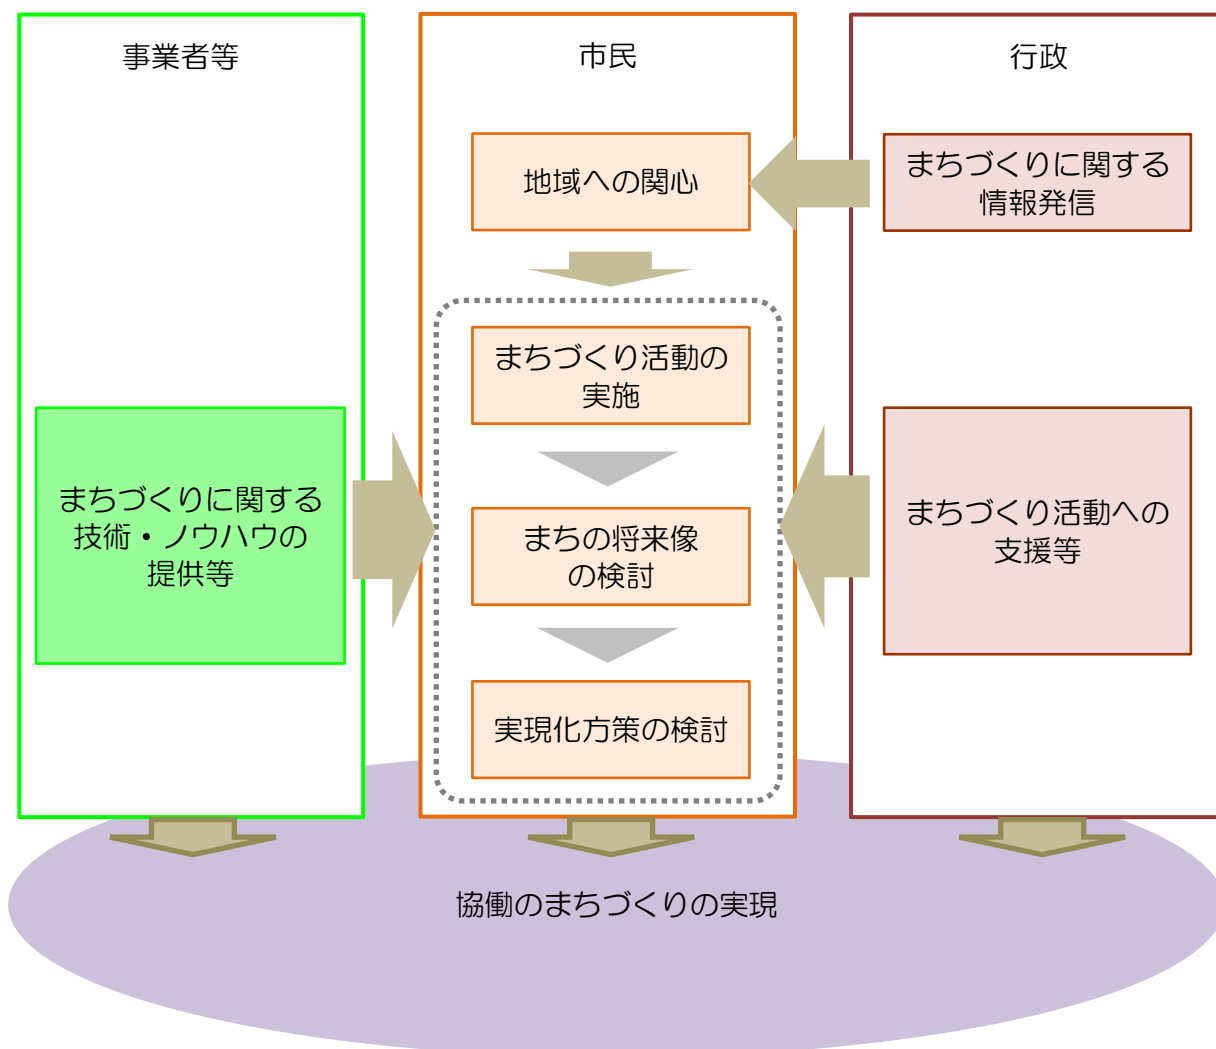 事業者等
市民
行政
地域への関心
まちづくりに関する
情報発信
まちづくり活動の
実施
まちづくりに関する
技術・ノウハウの
提供等
まちの将来像
の検討
まちづくり活動への
支援等
実現化方策の検討
協働のまちづくりの実現